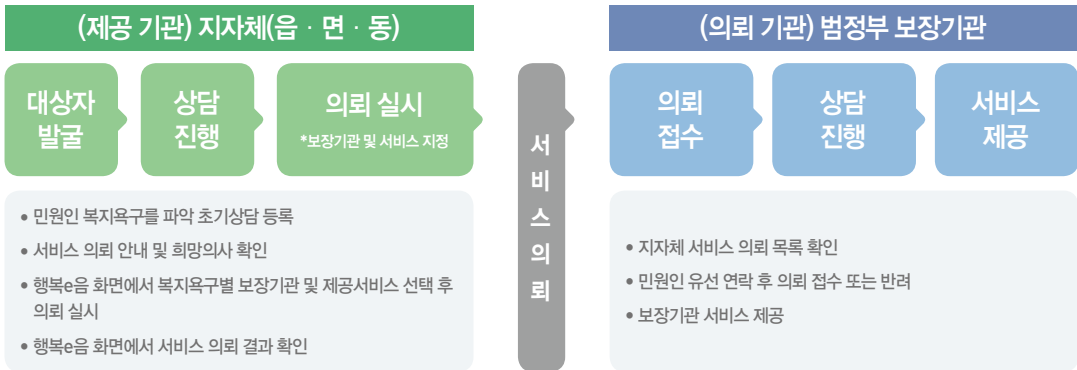 (제공 기관) 지자체(읍 · 면 · 동)
대상자
발굴
상담
진행
의뢰 실시
*보장기관 및 서비스 지정
• 민원인 복지욕구를 파악 초기상담 등록
• 서비스 의뢰 안내 및 희망의사 확인
• 행복e음 화면에서 복지욕구별 보장기관 및 제공서비스 선택 후
의뢰 실시
• 행복e음 화면에서 서비스 의뢰 결과 확인
서
비
스
의
뢰
(의뢰 기관) 범정부 보장기관
의뢰
접수
상담
진행
서비스
제공
• 지자체 서비스 의뢰 목록 확인
• 민원인 유선 연락 후 의뢰 접수 또는 반려
• 보장기관 서비스 제공